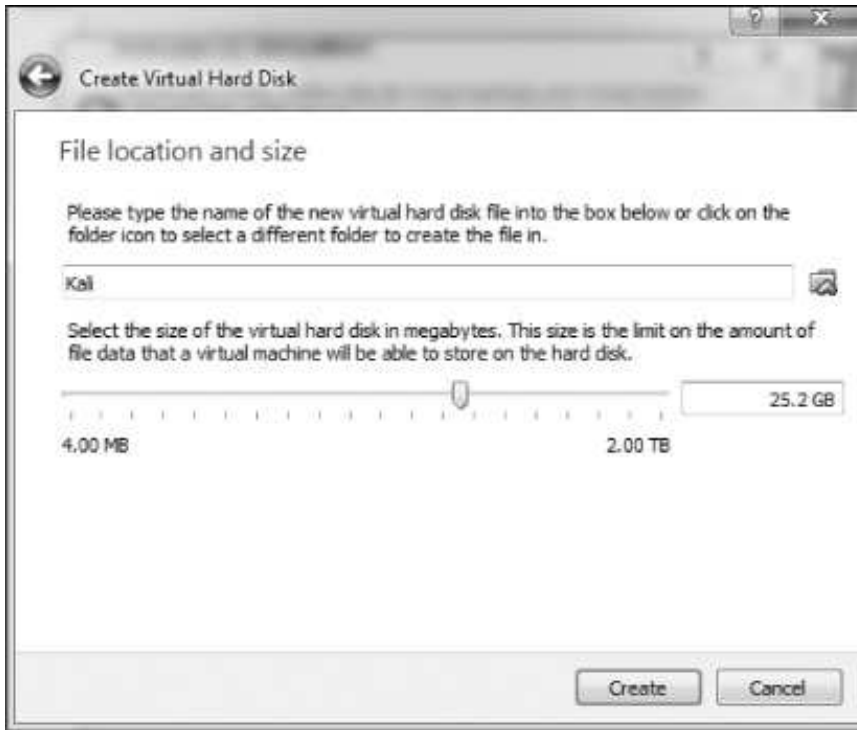 Create Virtual Hard Disk
File location and size
Please type the name of the new virtual hard disk file into the box below or click on the
folder icon to select a different folder to create the file in.
Kali
Select the size of the virtual hard disk in megabytes. This size is the limit on the amount of
file data that a virtual machine will be able to store on the hard disk.
25.2 GB
4.00 MB 2.00 TB
Create Cancel